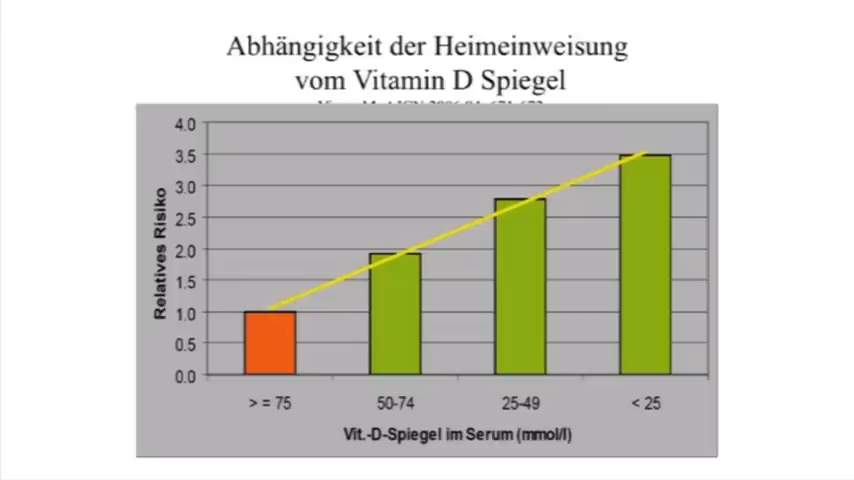 Abhängigkeit der Heimeinweisung
vom Vitamin D Spiegel
4.0
3.5
3.0
2.5
2.0
1.5
1.0
0.5
0.0
Relatives Risiko
> = 75
50-74
25-49
< 25
Vit.-D-Spiegel im Serum (mmol/l)